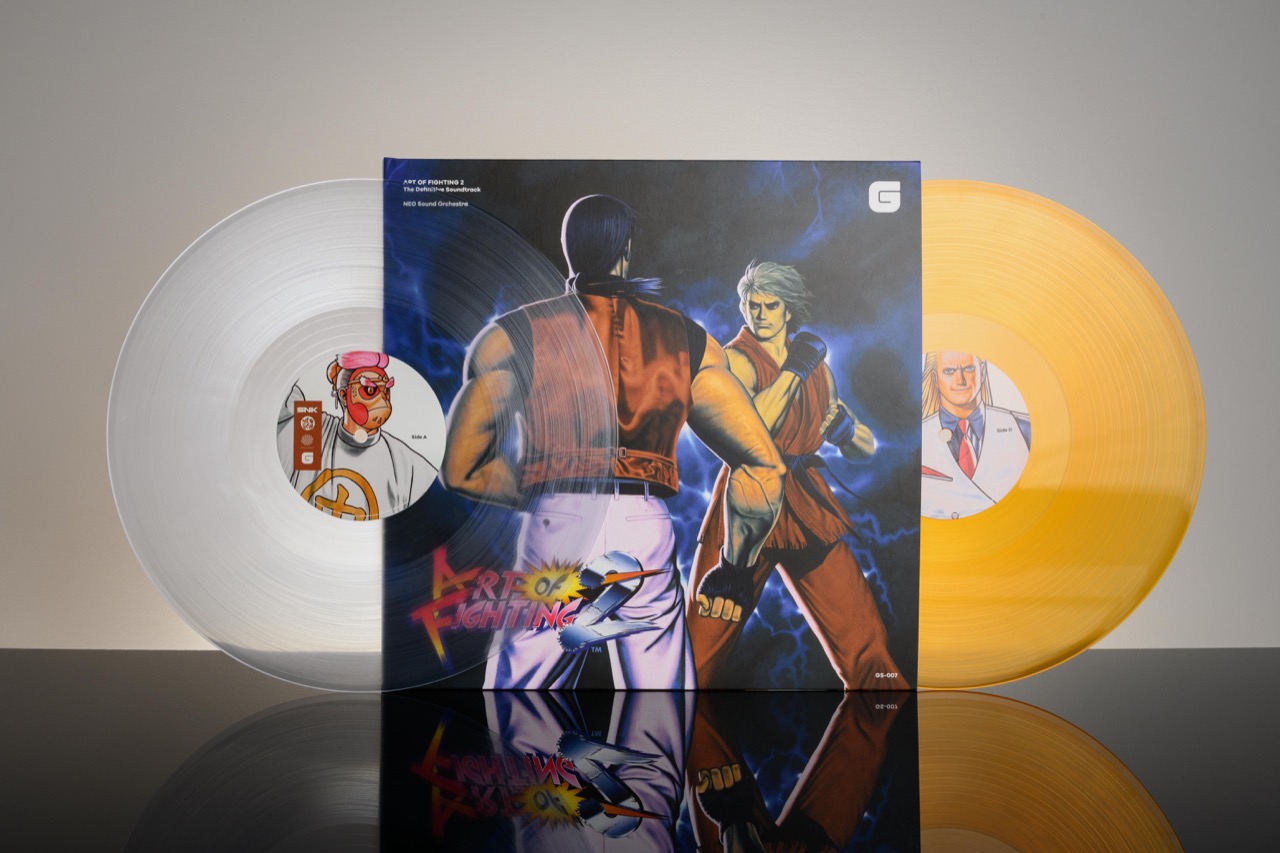 ART OF FIGHTING 2
The Definitive Soundtrack
NEO Sound Orchestra
G
SNK
G
Side A
Side D
ART OF
FIGHTING 2
TM
GS-007